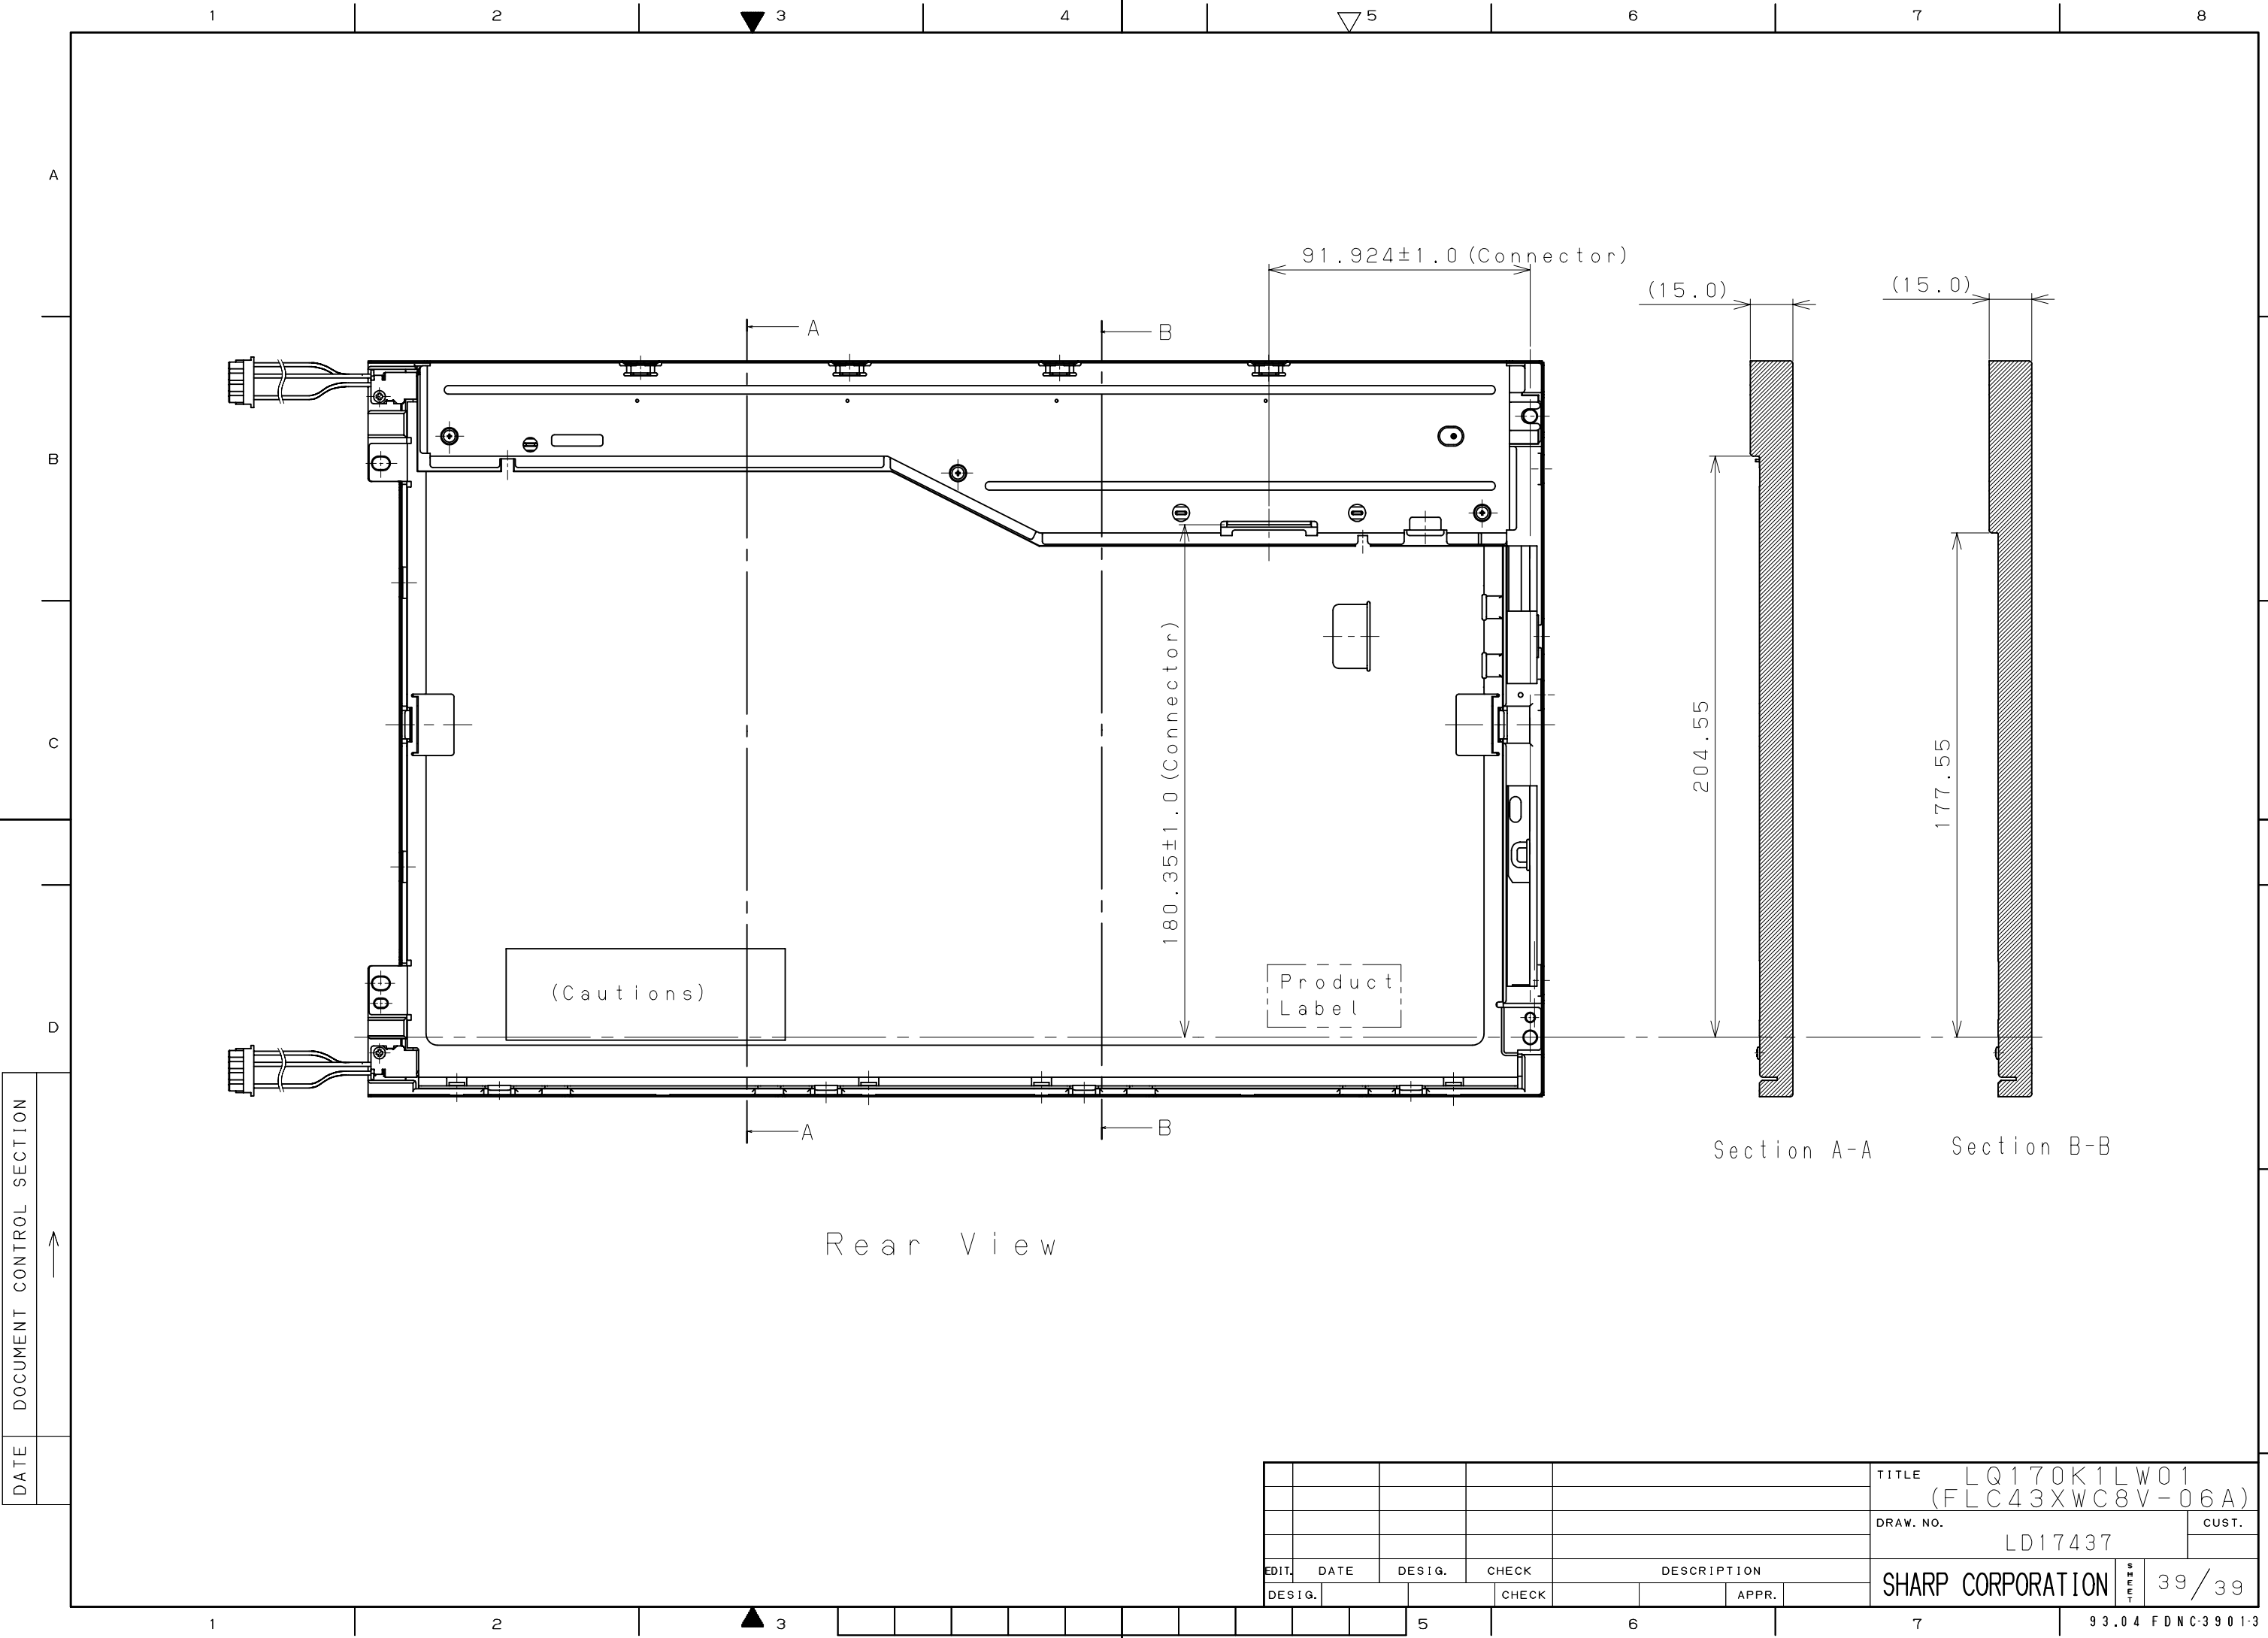 1 2 3 4 5 6 7 8
A
91.924±1.0(Connector)
(15.0) (15.0)
A B
B
180.35±1.0(Connector)
204.55
177.55
C
(Cautions)
Product
Label
D
A B
Section A-A Section B-B
Rear View
DOCUMENT CONTROL SECTION
DATE
TITLE LQ170K1LW01
(FLC43XWC8V-06A)
DRAW. NO. CUST.
LD17437
EDIT. DATE DESIG. CHECK DESCRIPTION
SHARP CORPORATION SHEET 39/39
DESIG. CHECK APPR.
1 2 3 5 6 7
93.04 FDNC-3901-3